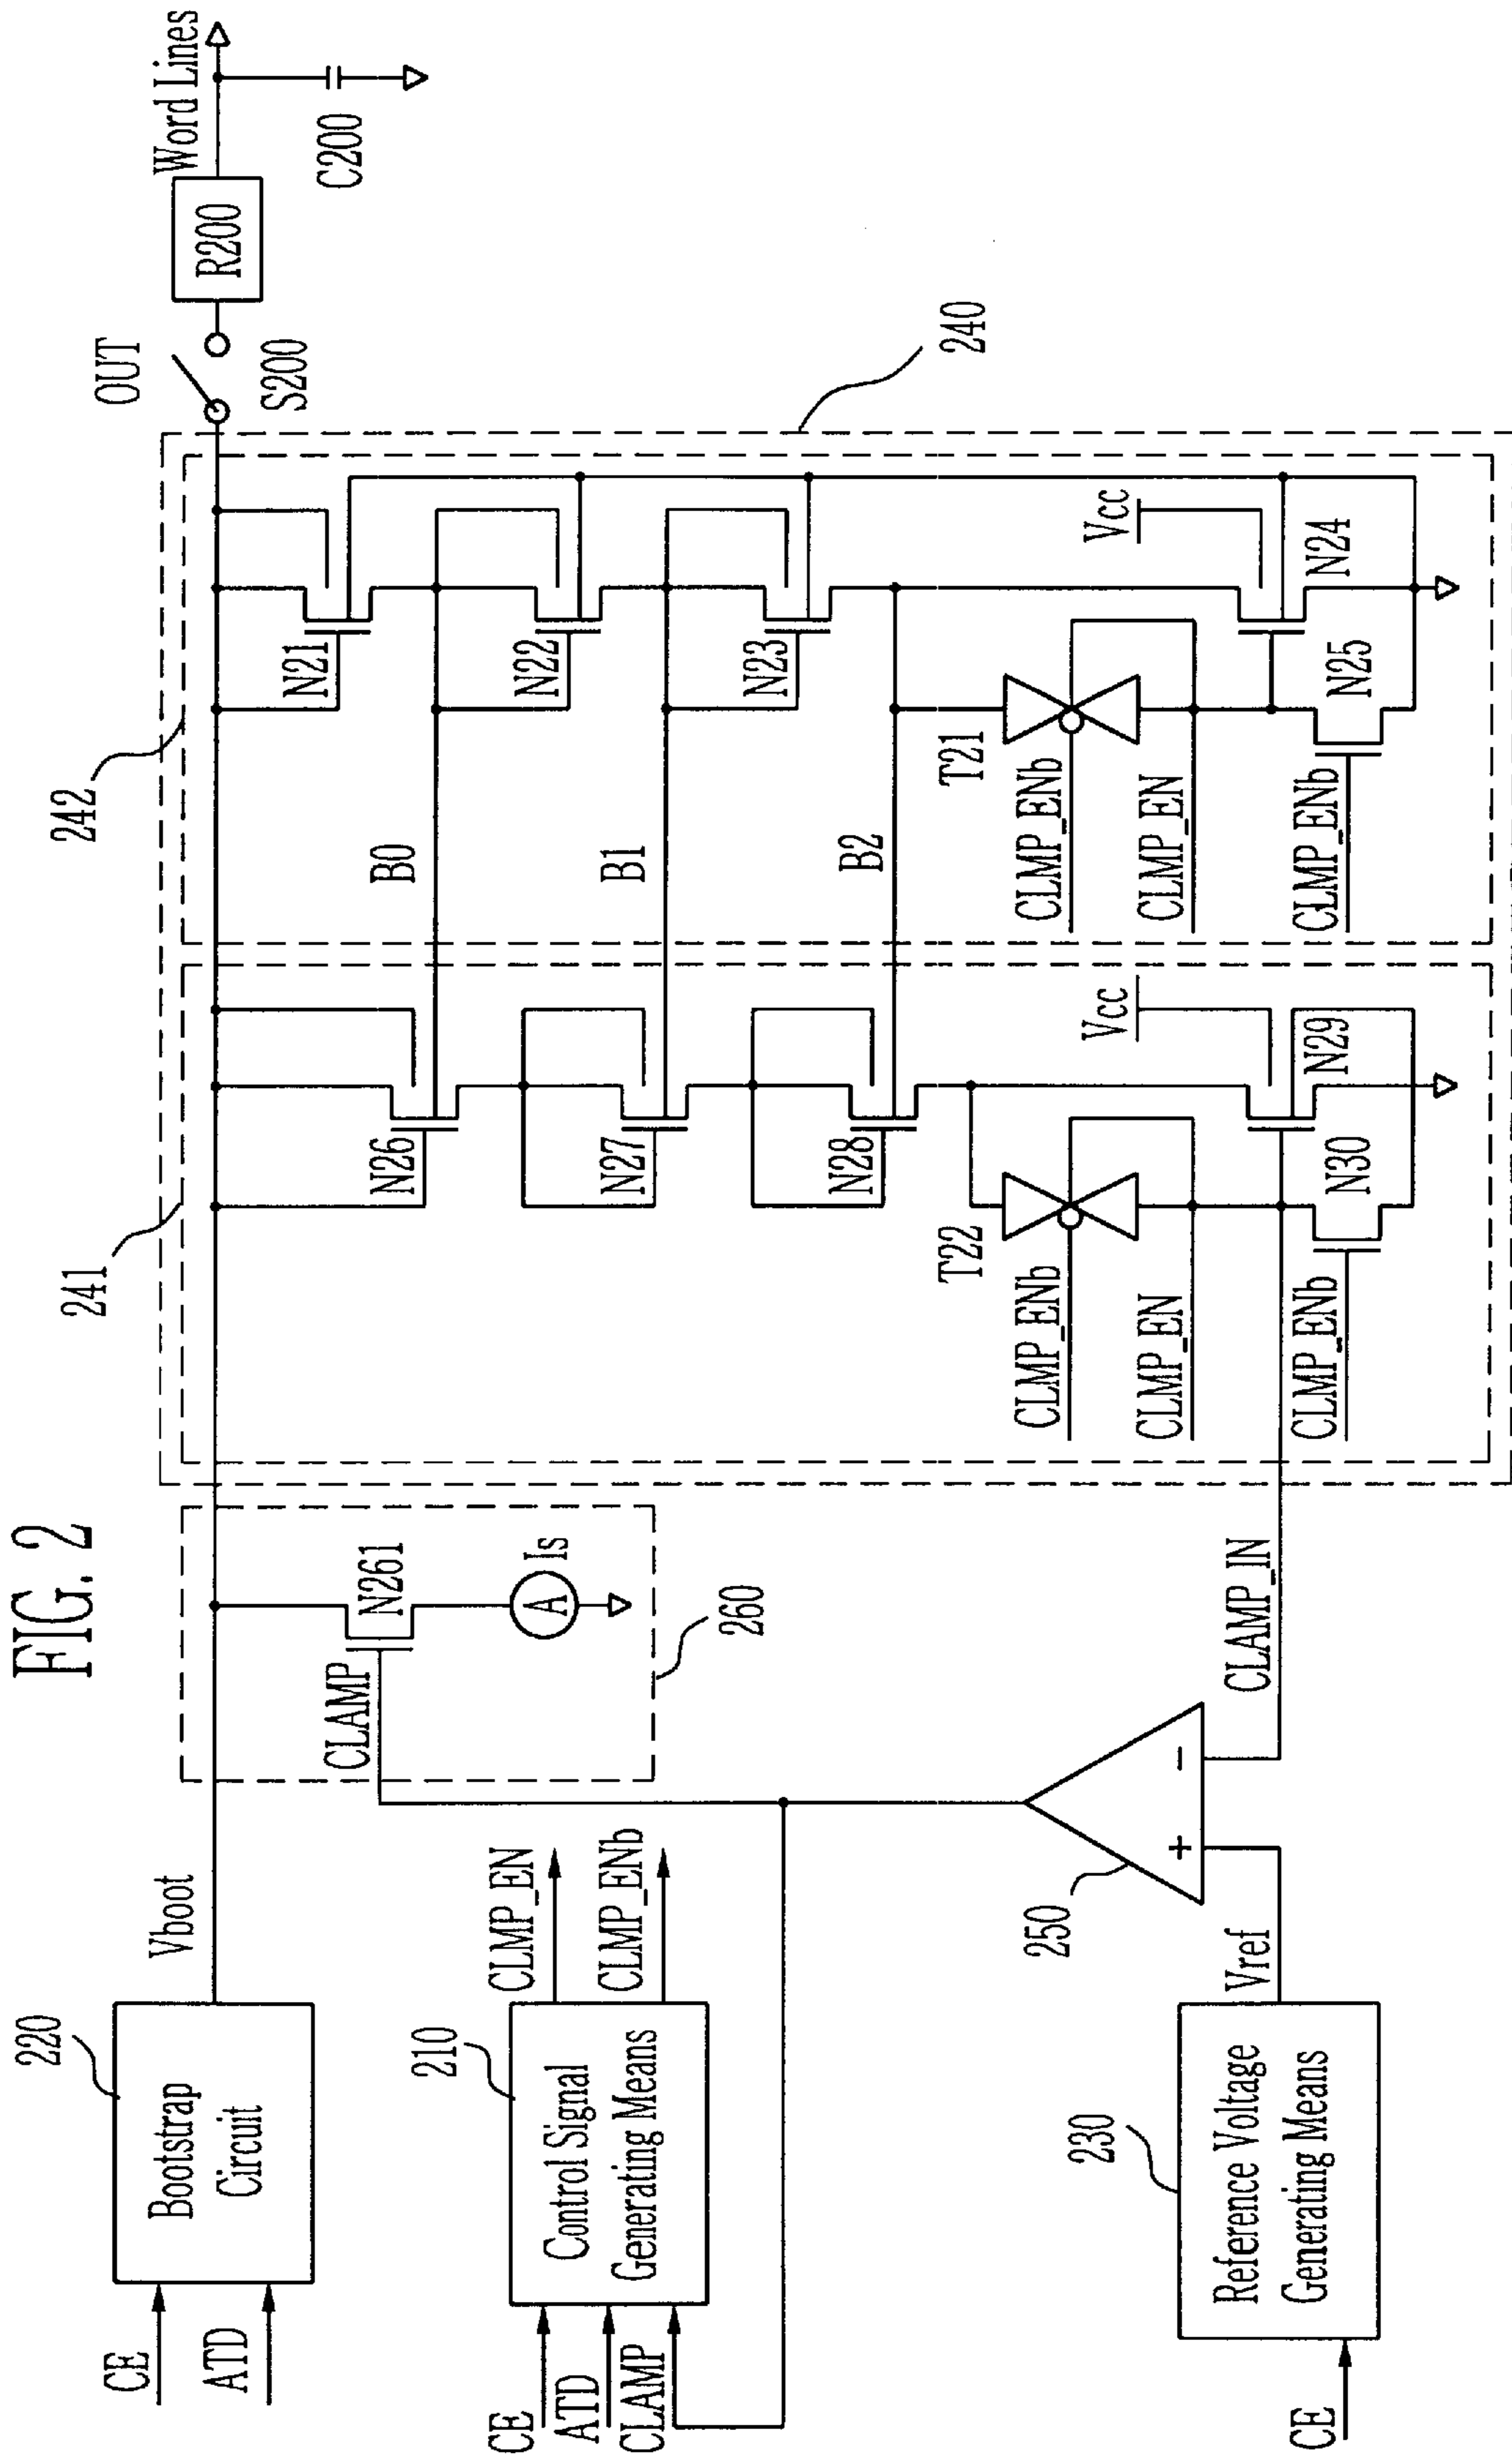 FIG. 2
CE
ATD
Bootstrap
Circuit
220
Vboot
CE
ATD
CLAMP
Control Signal
Generating Means
210
CLMP_EN
CLMP_ENb
CE
Reference Voltage
Generating Means
230
Vref
250
+
-
CLAMP_IN
CLAMP
N261
A
Is
260
241
N26
N27
N28
T22
CLMP_ENb
CLMP_EN
CLMP_ENb
N30
N29
Vcc
242
B0
B1
B2
N21
N22
N23
T21
CLMP_ENb
CLMP_EN
CLMP_ENb
N25
N24
Vcc
240
OUT
S200
R200
Word Lines
C200